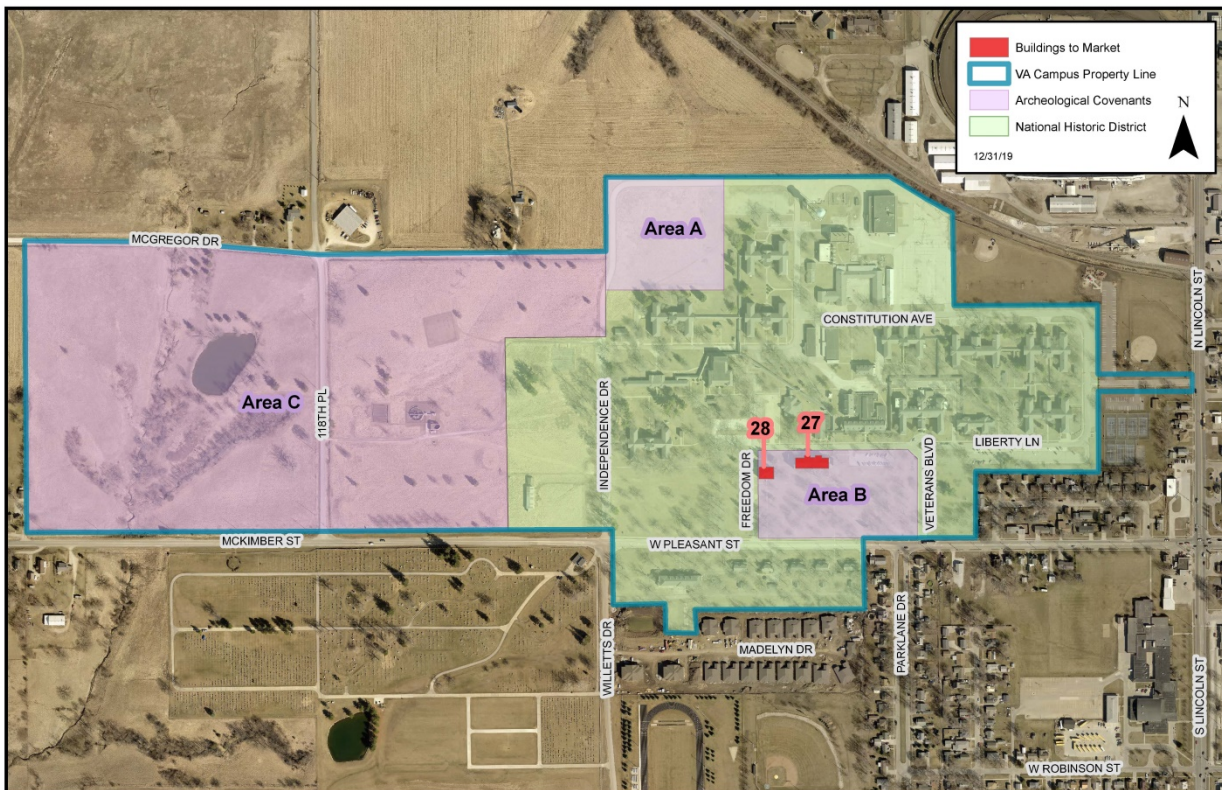 Buildings to Market
VA Campus Property Line
Archeological Covenants
National Historic District
N
12/31/19
Area A
MCGREGOR DR
N LINCOLN ST
CONSTITUTION AVE
Area C
118TH PL
INDEPENDENCE DR
28
27
FREEDOM DR
Area B
VETERANS BLVD
LIBERTY LN
MCKIMBER ST
W PLEASANT ST
WILLETTS DR
MADELYN DR
PARKLANE DR
S LINCOLN ST
W ROBINSON ST